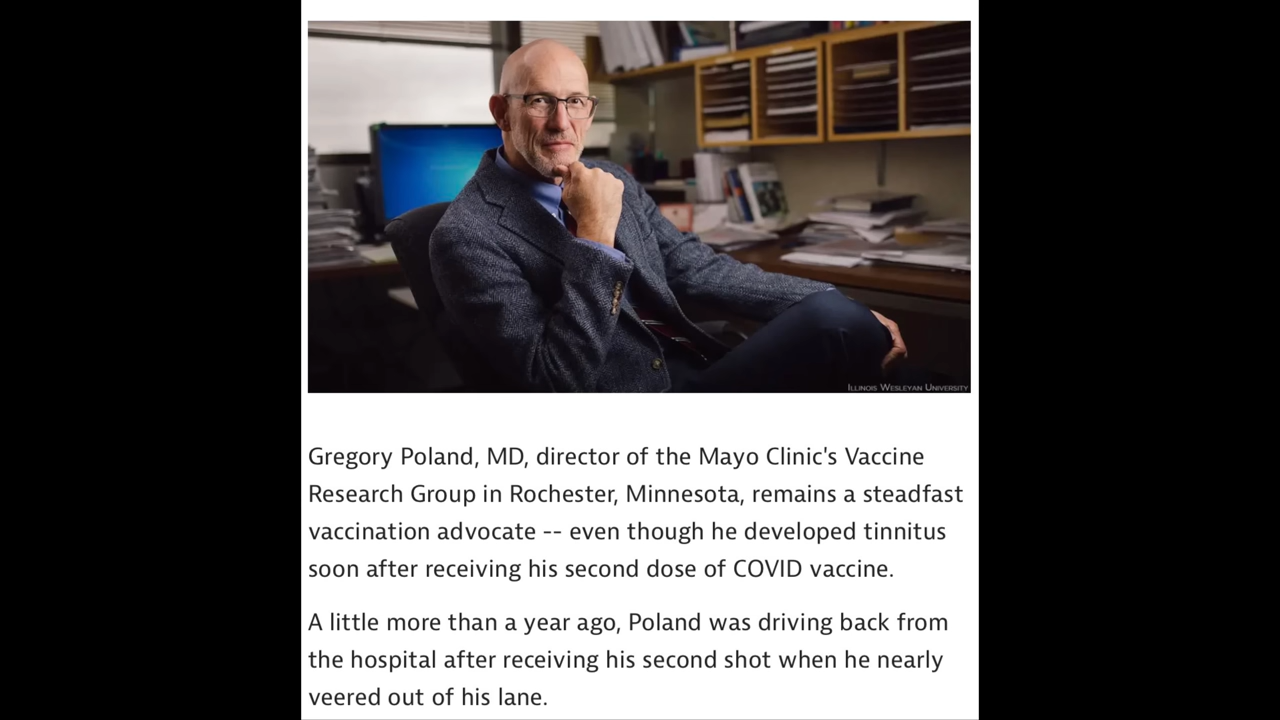 ILLINOIS WESLEYAN UNIVERSITY
Gregory Poland, MD, director of the Mayo Clinic's Vaccine
Research Group in Rochester, Minnesota, remains a steadfast
vaccination advocate -- even though he developed tinnitus
soon after receiving his second dose of COVID vaccine.
A little more than a year ago, Poland was driving back from
the hospital after receiving his second shot when he nearly
veered out of his lane.